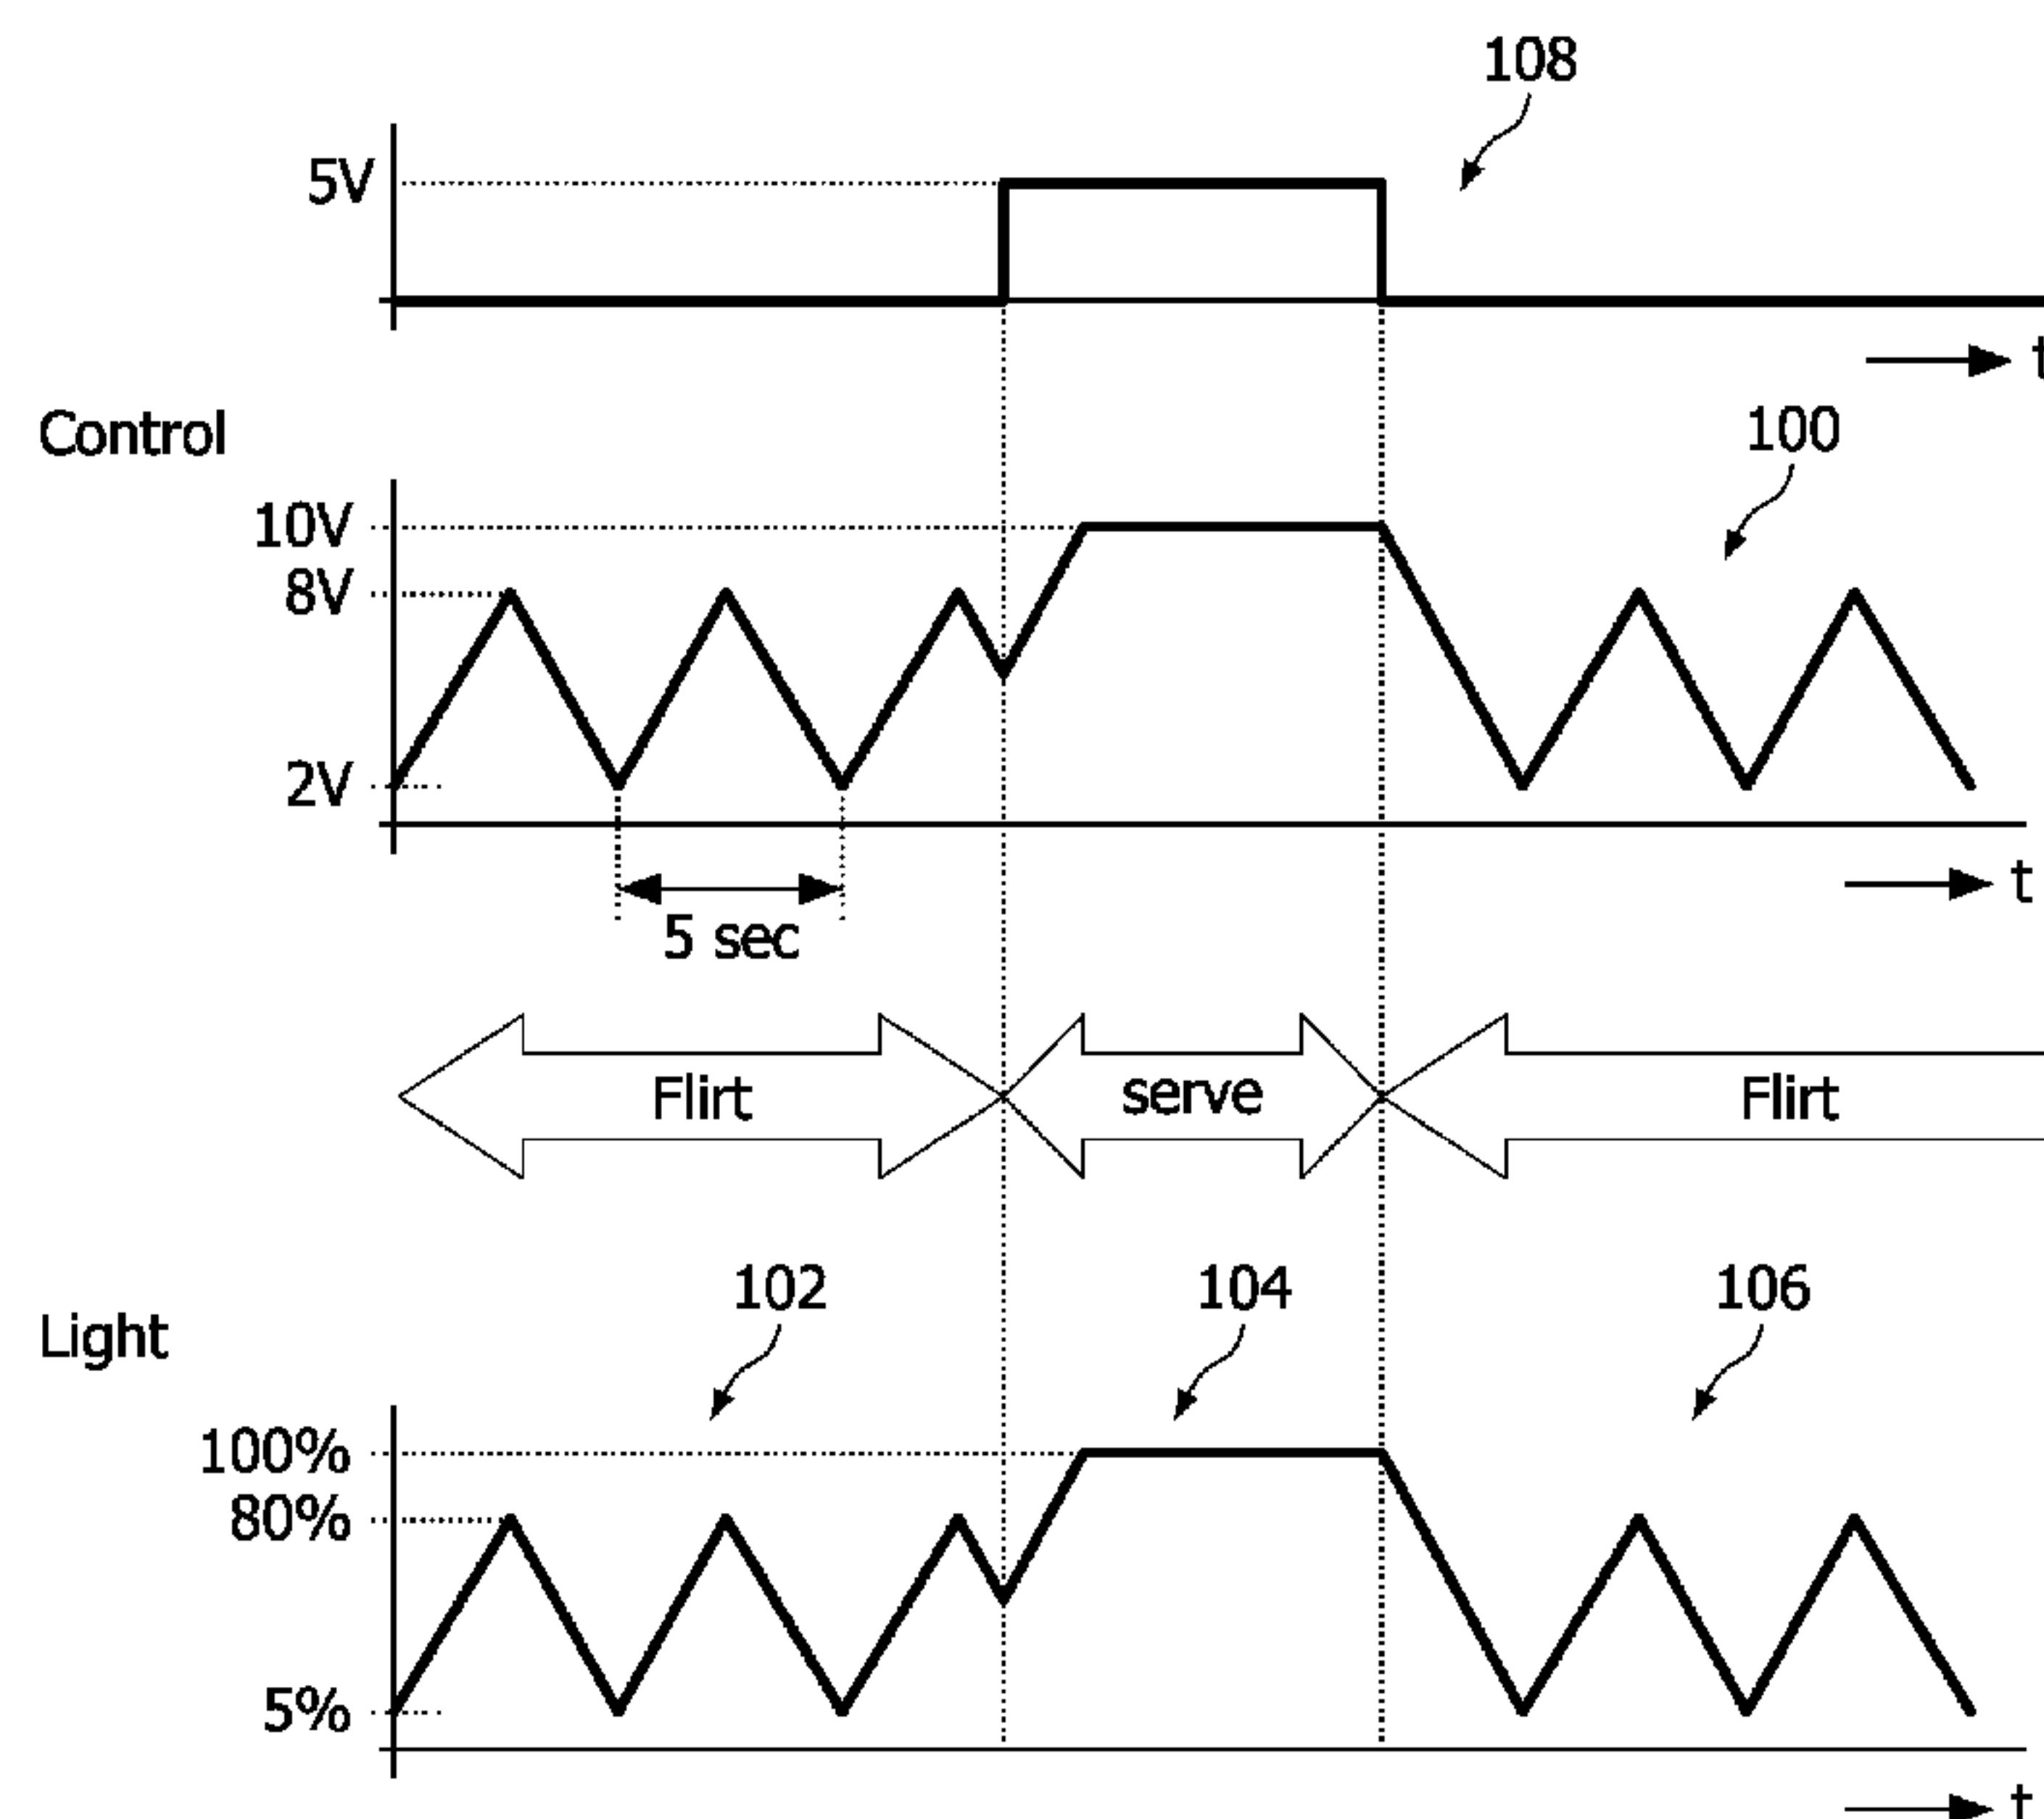 108
5V
t
Control
100
10V
8V
2V
t
5 sec
Flirt
serve
Flirt
102
104
106
Light
100%
80%
5%
t